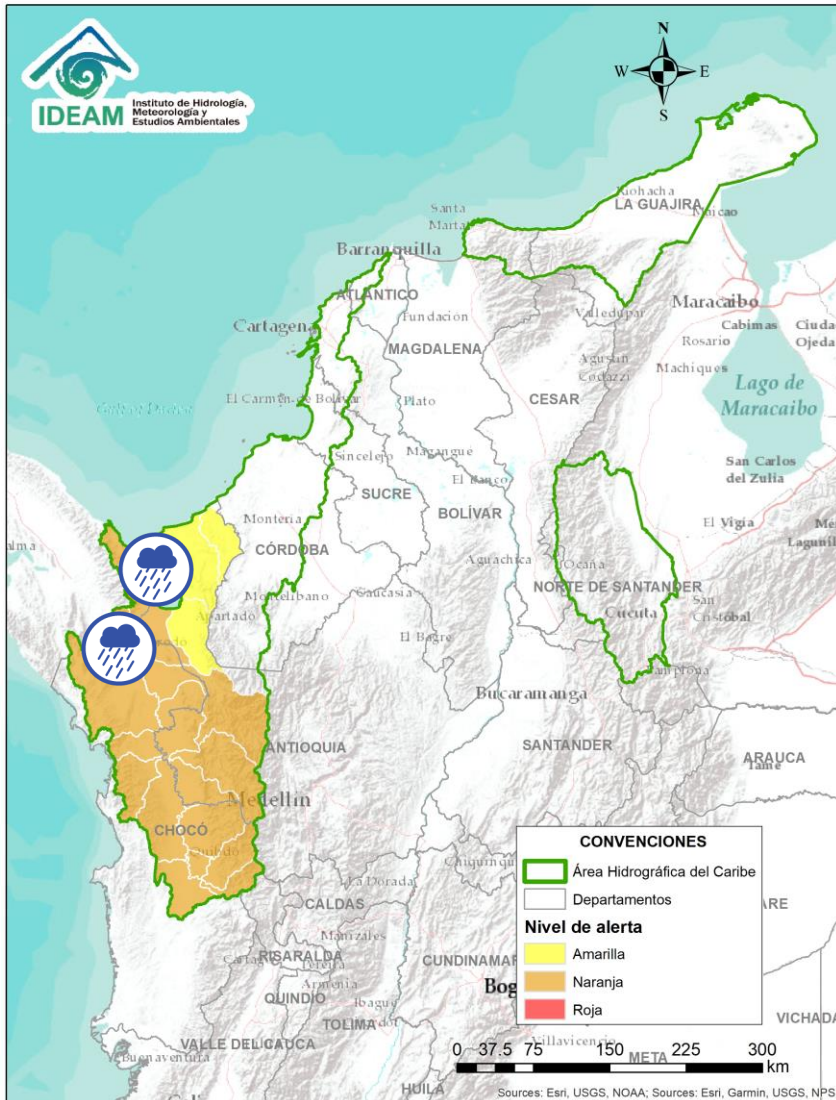 IDEAM
Instituto de Hidrología,
Meteorología y
Estudios Ambientales
N
W
E
S
Riohacha
LA GUAJIRA
Maicao
Santa
Marta
Barranquilla
ATLÁNTICO
Fundación
Valledupar
Maracaibo
Cabimas
Ciudad
Ojeda
Rosario
Cartagena
MAGDALENA
Agustín
Codazzi
Machiques
Lago de
Maracaibo
El Carmen de Bolívar
Plato
CESAR
Sincelejo
Magangué
San Carlos
del Zulia
SUCRE
El Banco
BOLÍVAR
Montería
El Vigía
CÓRDOBA
Aguachica
Ocaña
NORTE DE SANTANDER
Montelíbano
Caucasia
Cúcuta
San
Cristóbal
Apartadó
El Bagre
Pamplona
Bucaramanga
ANTIOQUIA
SANTANDER
ARAUCA
Tame
Medellín
CHOCÓ
Quibdó
Chiquinqu
La Dorada
CALDAS
Manizales
RISARALDA
Cartago
Pereira
CUNDINAMAR
Armenia
QUINDÍO
Ibagué
Bog
TOLIMA
VALLE DEL CAUCA
Buenaventura
Villavicencio
META
VICHADA
HUILA
CONVENCIONES
Área Hidrográfica del Caribe
Departamentos
Nivel de alerta
Amarilla
Naranja
Roja
0 37.5 75 150 225 300
km
Sources: Esri, USGS, NOAA; Sources: Esri, Garmin, USGS, NPS